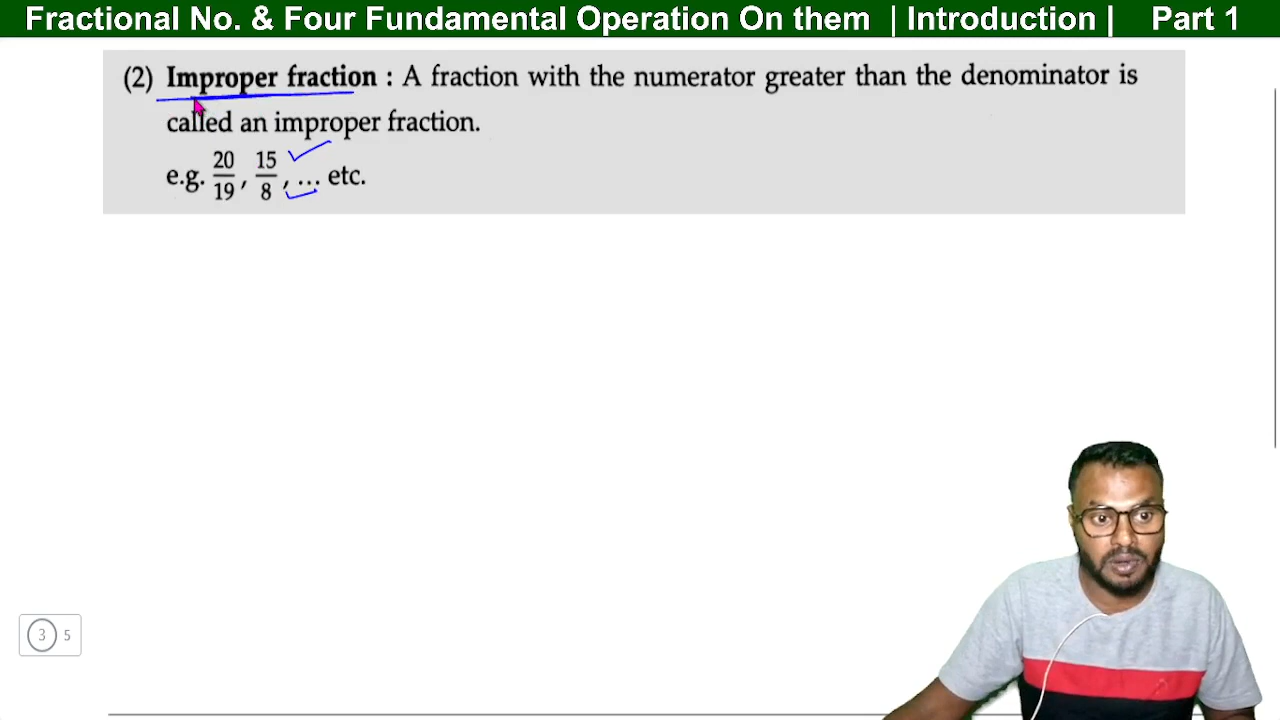 Fractional No. & Four Fundamental Operation On them | Introduction | Part 1
(2) Improper fraction : A fraction with the numerator greater than the denominator is
called an improper fraction.
e.g. 20/19, 15/8, ... etc.
3 5